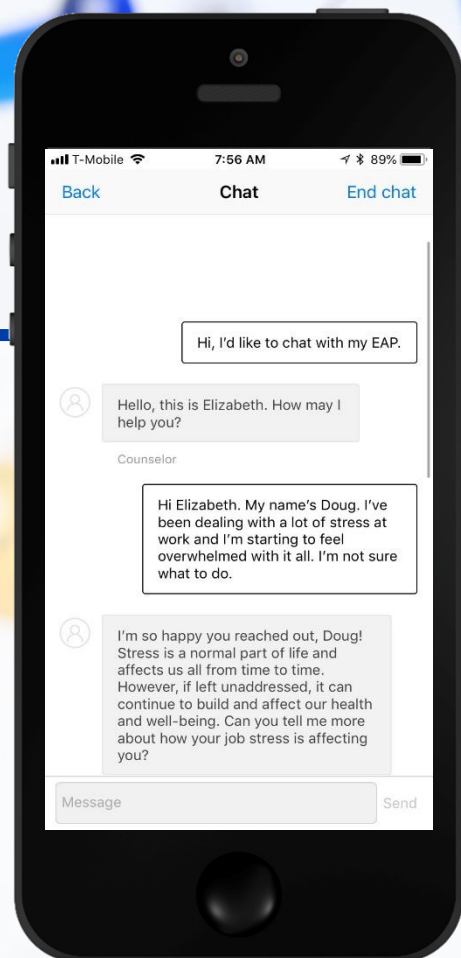 T-Mobile 7:56 AM 89%
Back Chat End chat
Hi, I'd like to chat with my EAP.
Hello, this is Elizabeth. How may I
help you?
Counselor
Hi Elizabeth. My name's Doug. I've
been dealing with a lot of stress at
work and I'm starting to feel
overwhelmed with it all. I'm not sure
what to do.
I'm so happy you reached out, Doug!
Stress is a normal part of life and
affects us all from time to time.
However, if left unaddressed, it can
continue to build and affect our health
and well-being. Can you tell me more
about how your job stress is affecting
you?
Message Send